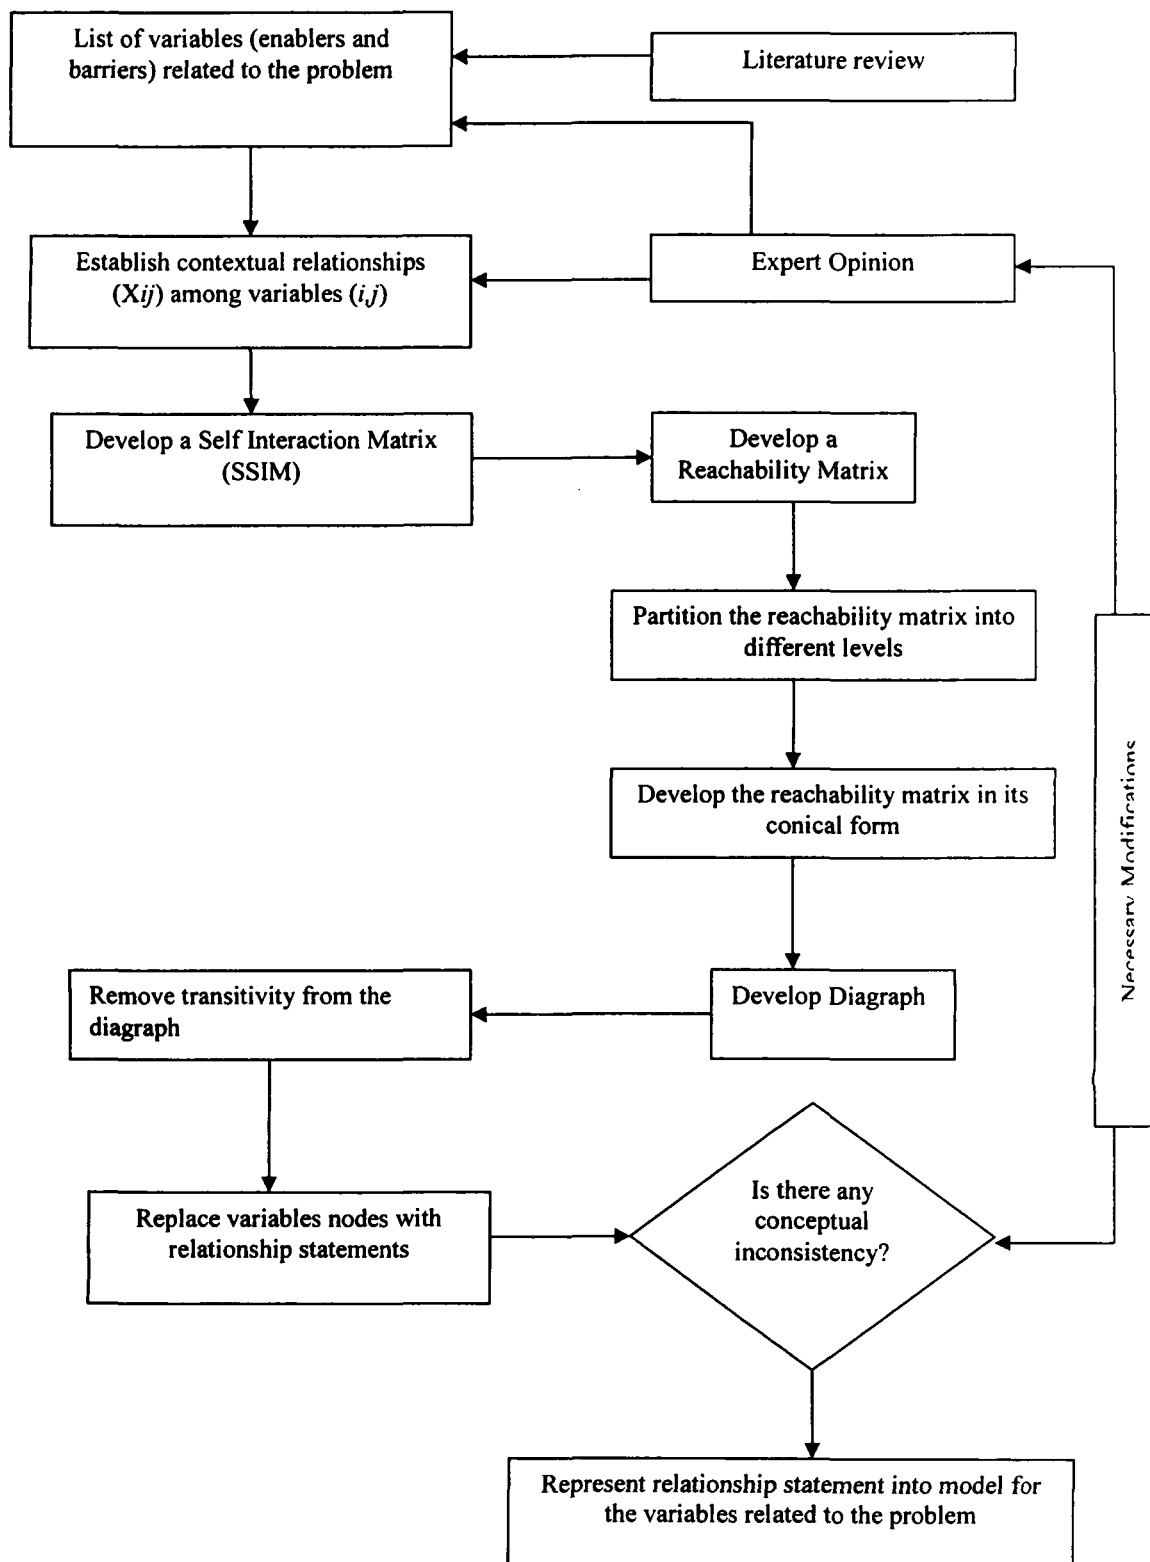 List of variables (enablers and
barriers) related to the problem
Literature review
Establish contextual relationships
(Xij) among variables (i,j)
Expert Opinion
Develop a Self Interaction Matrix
(SSIM)
Develop a
Reachability Matrix
Partition the reachability matrix into
different levels
Develop the reachability matrix in its
conical form
Necessary Modifications
Develop Diagraph
Remove transitivity from the
diagraph
Replace variables nodes with
relationship statements
Is there any
conceptual
inconsistency?
Represent relationship statement into model for
the variables related to the problem